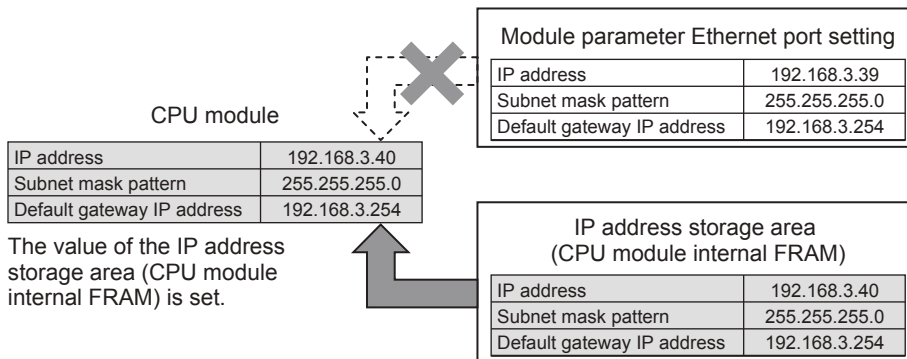 Module parameter Ethernet port setting
IP address 192.168.3.39
Subnet mask pattern 255.255.255.0
Default gateway IP address 192.168.3.254
CPU module
IP address 192.168.3.40
Subnet mask pattern 255.255.255.0
Default gateway IP address 192.168.3.254
The value of the IP address
storage area (CPU module
internal FRAM) is set.
IP address storage area
(CPU module internal FRAM)
IP address 192.168.3.40
Subnet mask pattern 255.255.255.0
Default gateway IP address 192.168.3.254